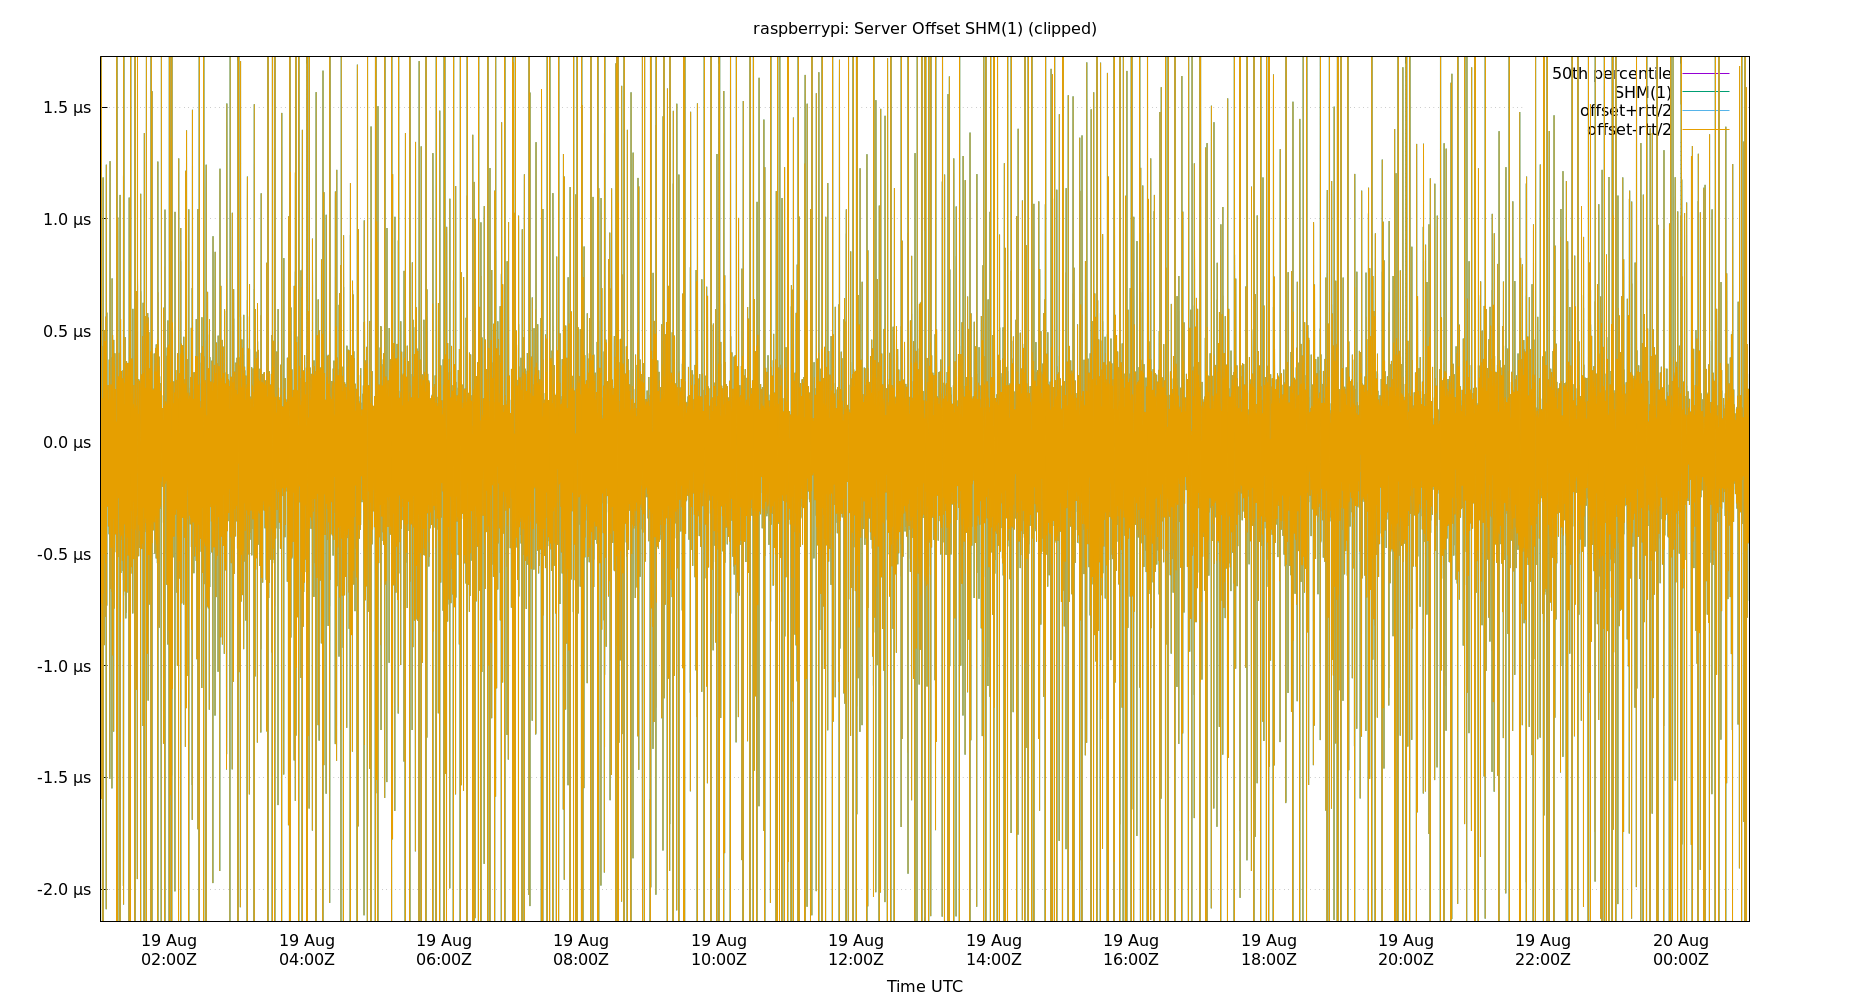 raspberrypi: Server Offset SHM(1) (clipped)
50th percentile
SHM(1)
offset+rtt/2
offset-rtt/2
1.5 µs
1.0 µs
0.5 µs
0.0 µs
-0.5 µs
-1.0 µs
-1.5 µs
-2.0 µs
19 Aug 19 Aug 19 Aug 19 Aug 19 Aug 19 Aug 19 Aug 19 Aug 19 Aug 19 Aug 19 Aug 20 Aug
02:00Z 04:00Z 06:00Z 08:00Z 10:00Z 12:00Z 14:00Z 16:00Z 18:00Z 20:00Z 22:00Z 00:00Z
Time UTC